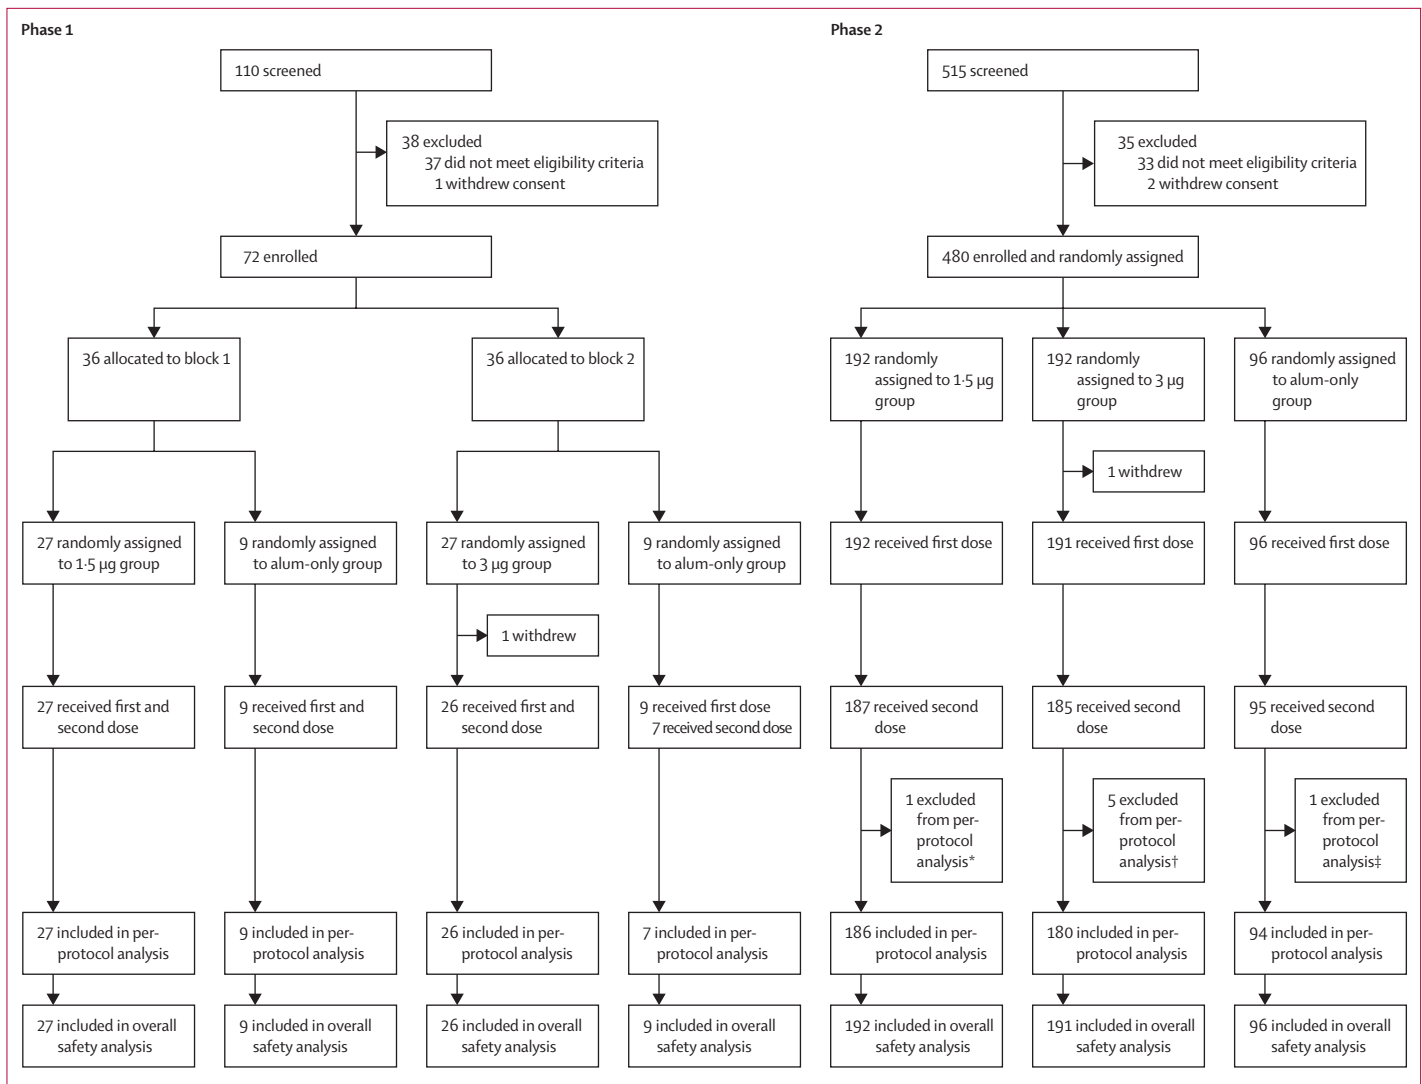 Phase 1
110 screened
38 excluded
37 did not meet eligibility criteria
1 withdrew consent
72 enrolled
36 allocated to block 1
36 allocated to block 2
27 randomly assigned
to 1·5 µg group
9 randomly assigned
to alum-only group
27 randomly assigned
to 3 µg group
9 randomly assigned
to alum-only group
1 withdrew
27 received first and
second dose
9 received first and
second dose
26 received first and
second dose
9 received first dose
7 received second dose
27 included in per-
protocol analysis
9 included in per-
protocol analysis
26 included in per-
protocol analysis
7 included in per-
protocol analysis
27 included in overall
safety analysis
9 included in overall
safety analysis
26 included in overall
safety analysis
9 included in overall
safety analysis
Phase 2
515 screened
35 excluded
33 did not meet eligibility criteria
2 withdrew consent
480 enrolled and randomly assigned
192 randomly
assigned to 1·5 µg
group
192 randomly
assigned to 3 µg
group
96 randomly assigned
to alum-only
group
1 withdrew
192 received first dose
191 received first dose
96 received first dose
187 received second
dose
185 received second
dose
95 received second
dose
1 excluded
from per-
protocol
analysis*
5 excluded
from per-
protocol
analysis†
1 excluded
from per-
protocol
analysis‡
186 included in per-
protocol analysis
180 included in per-
protocol analysis
94 included in per-
protocol analysis
192 included in overall
safety analysis
191 included in overall
safety analysis
96 included in overall
safety analysis